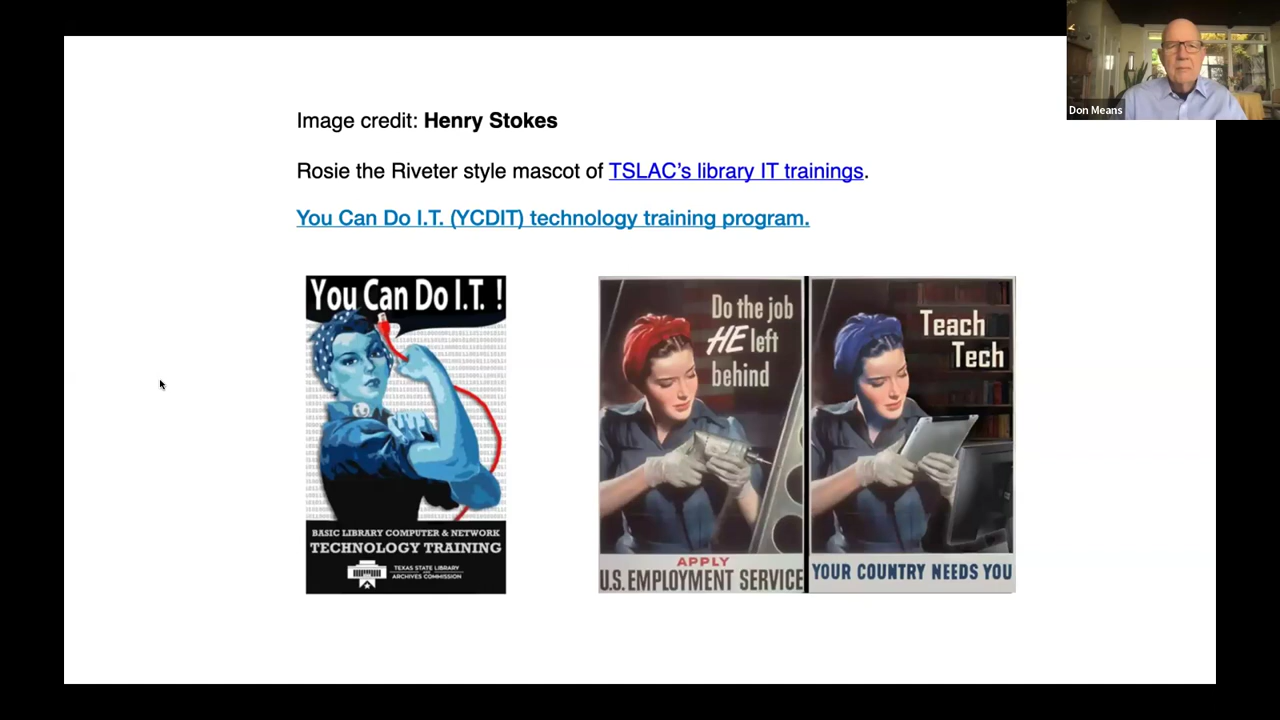 Don Means
Image credit: Henry Stokes
Rosie the Riveter style mascot of TSLAC's library IT trainings.
You Can Do I.T. (YCDIT) technology training program.
You Can Do I.T. !
BASIC LIBRARY COMPUTER & NETWORK
TECHNOLOGY TRAINING
TEXAS STATE LIBRARY
AND
ARCHIVES COMMISSION
Do the job
HE left
behind
APPLY
U.S. EMPLOYMENT SERVICE
Teach
Tech
YOUR COUNTRY NEEDS YOU